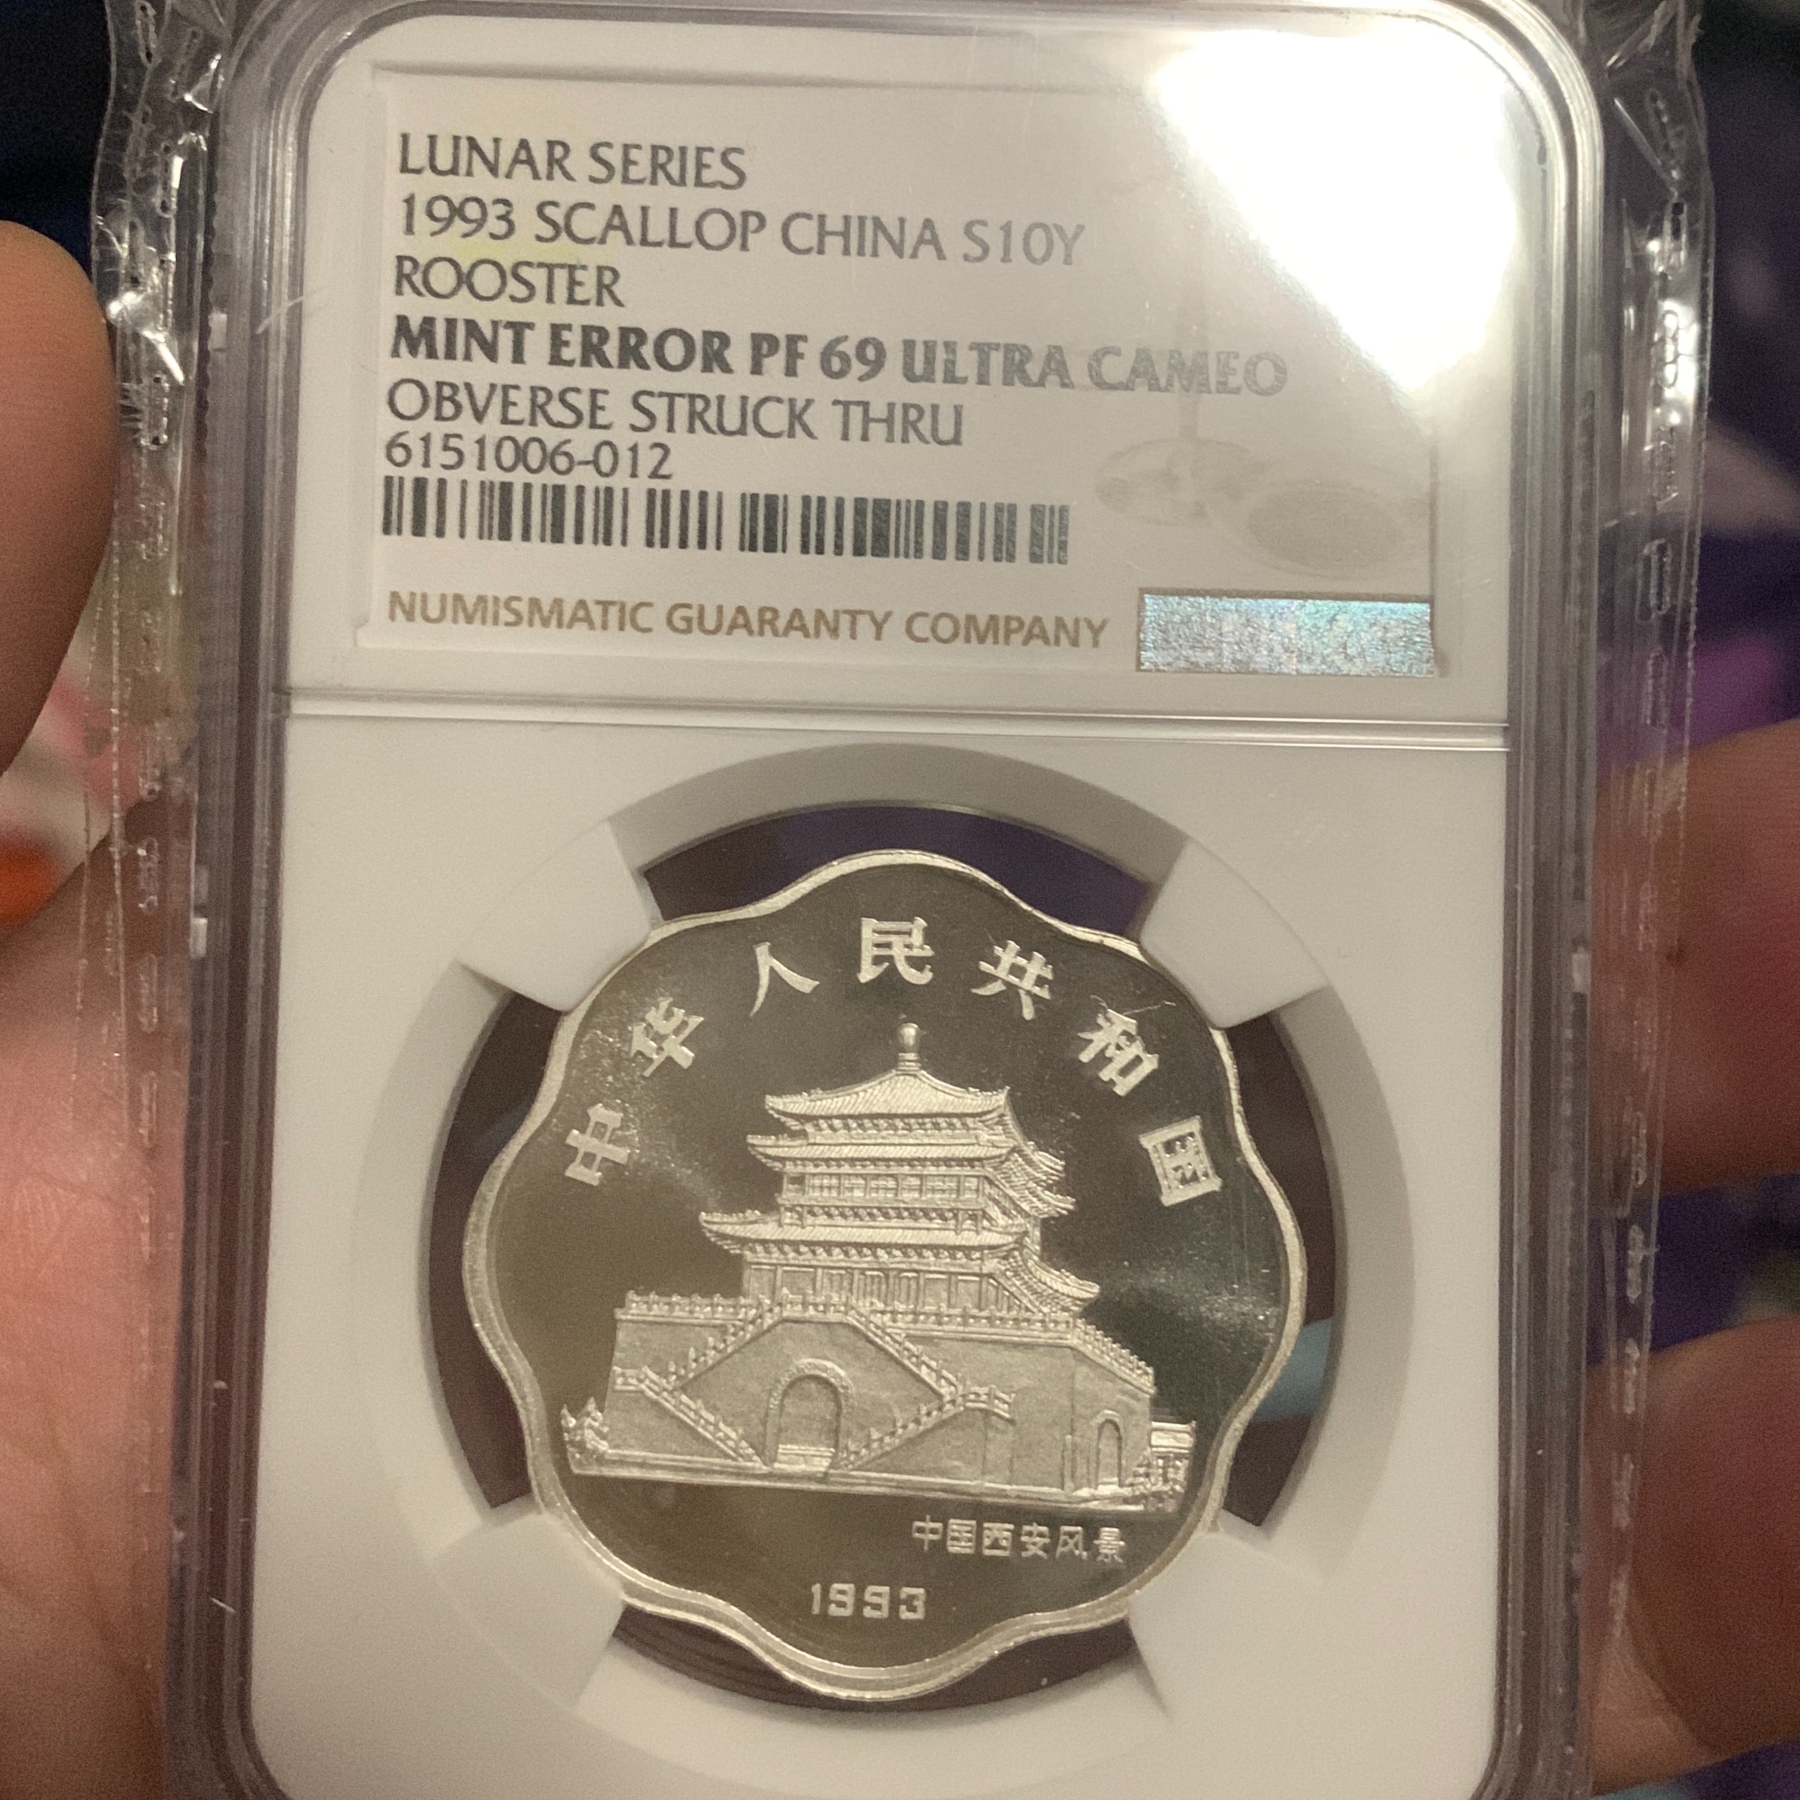 LUNAR SERIES
1993 SCALLOP CHINA S10Y
ROOSTER
MINT ERROR PF 69 ULTRA CAMEO
OBVERSE STRUCK THRU
6151006-012
NUMISMATIC GUARANTY COMPANY
中华人民共和国
中国西安风景
1993